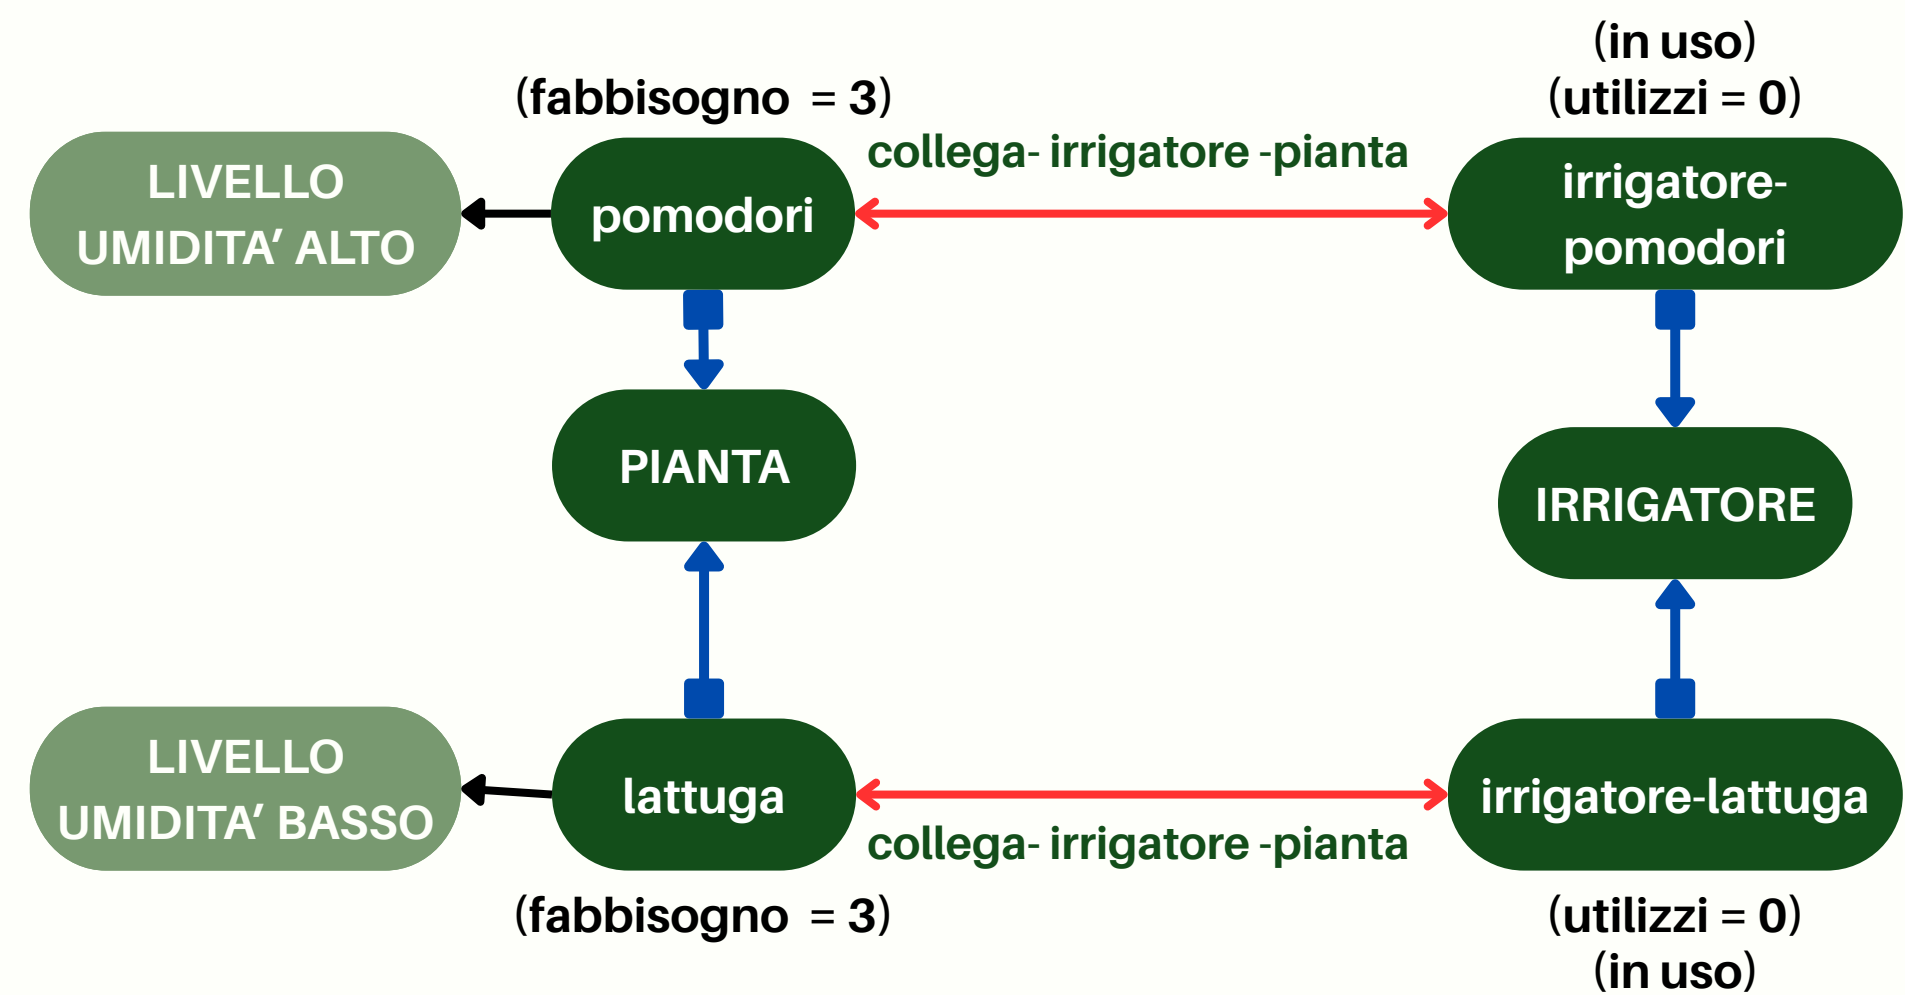 (in uso)
(fabbisogno = 3)
(utilizzi = 0)
collega- irrigatore -pianta
LIVELLO
UMIDITA’ ALTO
pomodori
irrigatore-
pomodori
PIANTA
IRRIGATORE
LIVELLO
UMIDITA’ BASSO
lattuga
irrigatore-lattuga
collega- irrigatore -pianta
(fabbisogno = 3)
(utilizzi = 0)
(in uso)